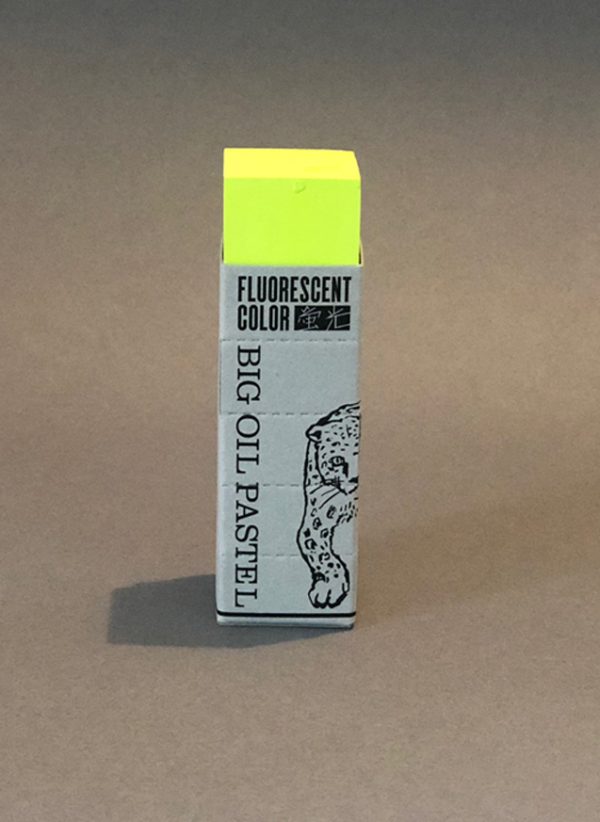 FLUORESCENT
COLOR 蛍光
BIG OIL PASTEL